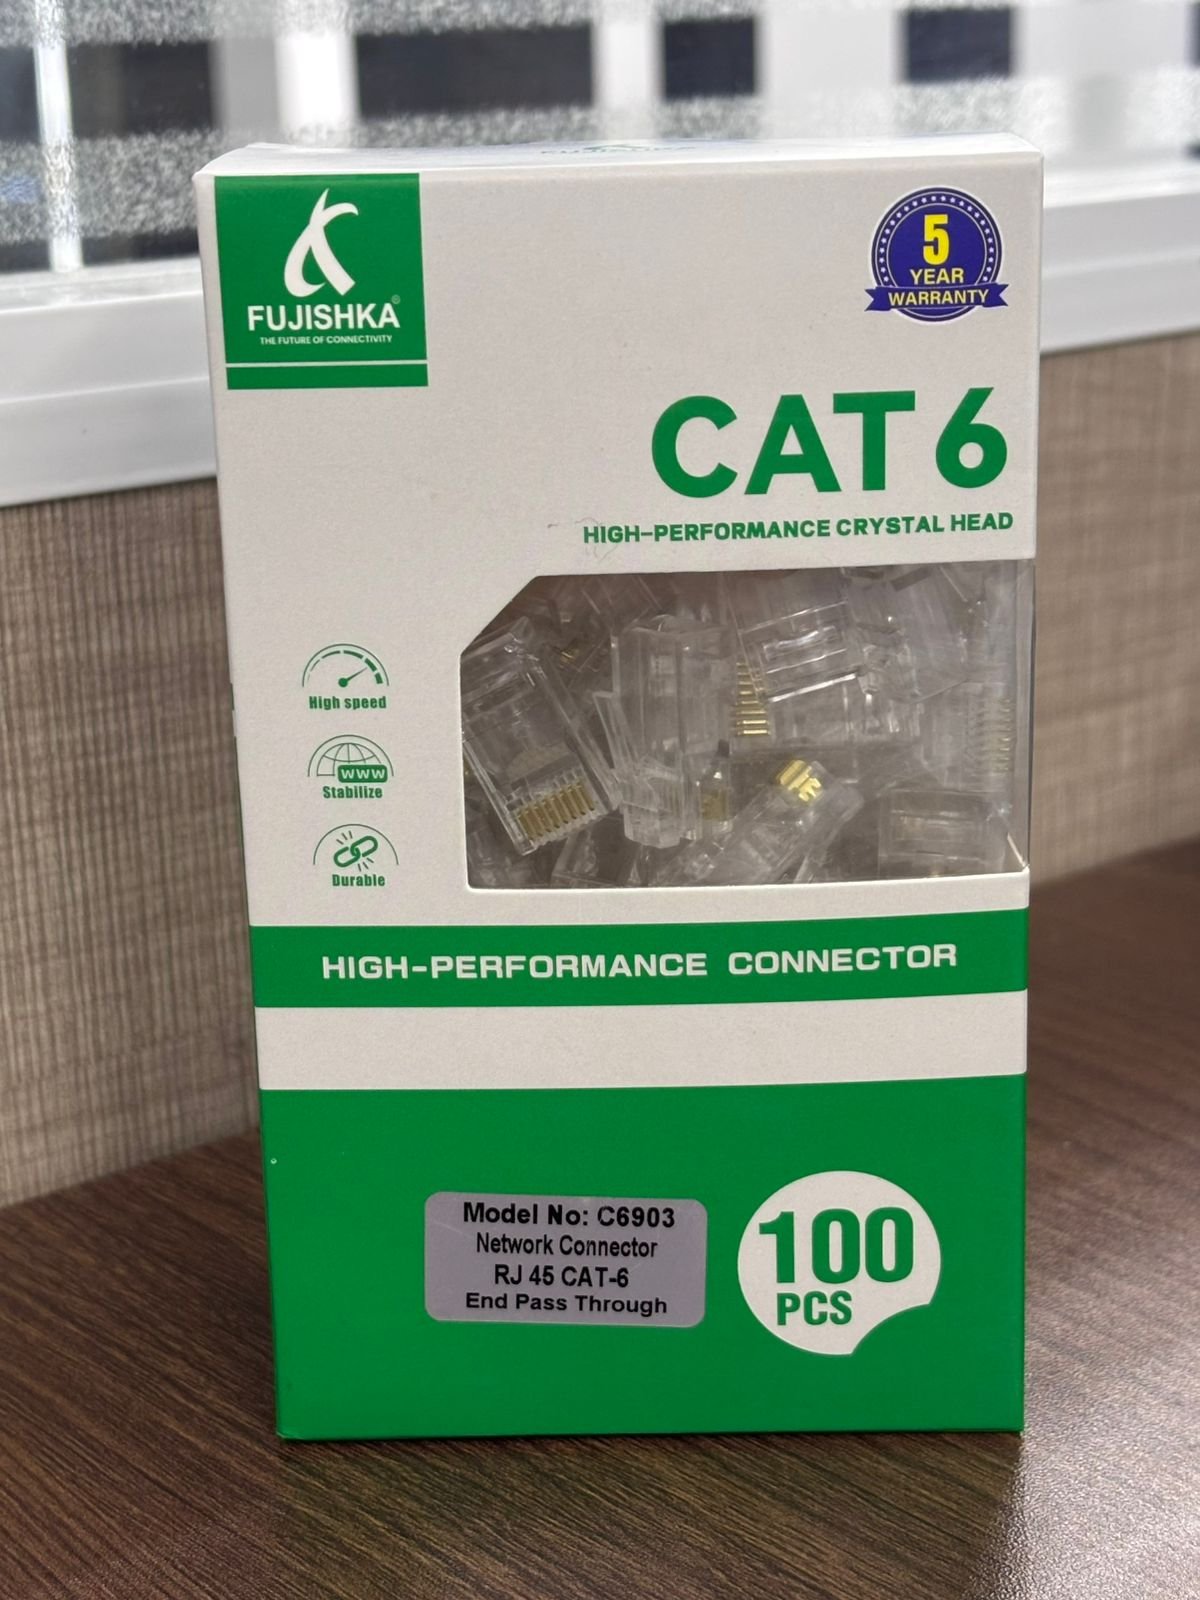 FUJISHKA®
THE FUTURE OF CONNECTIVITY
5
YEAR
WARRANTY
CAT 6
HIGH-PERFORMANCE CRYSTAL HEAD
High speed
www
Stabilize
Durable
HIGH-PERFORMANCE CONNECTOR
Model No: C6903
Network Connector
RJ 45 CAT-6
End Pass Through
100
PCS